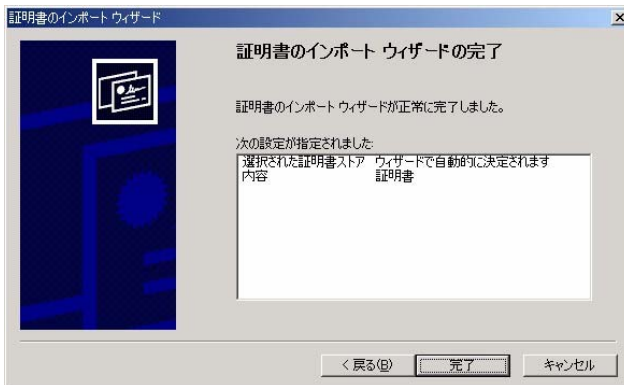 証明書のインポート ウィザード
証明書のインポート ウィザードの完了
証明書のインポート ウィザードが正常に完了しました。
次の設定が指定されました:
選択された証明書ストア ウィザードで自動的に決定されます
内容 証明書
< 戻る(B)
完了
キャンセル